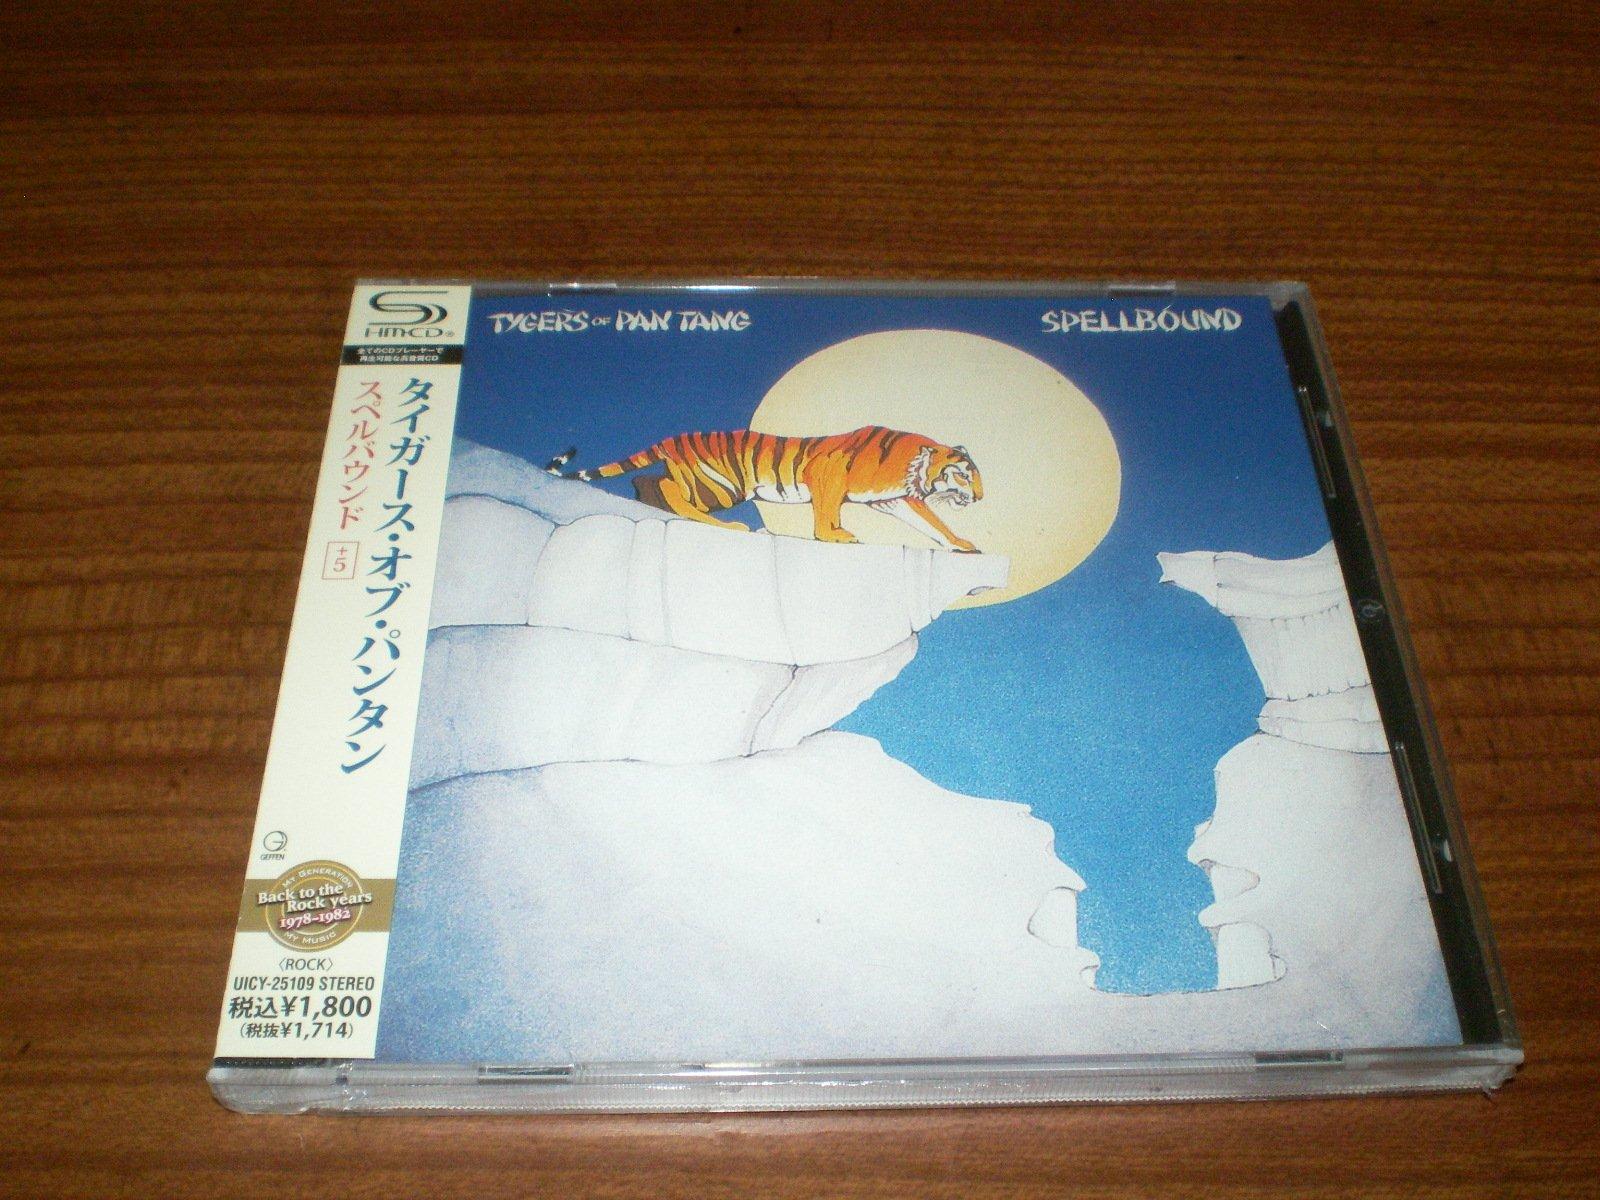 SHM-CD®
全てのCDプレーヤーで
再生可能な高音質CD
タイガース・オブ・パンタン
スペルバウンド +5
GEFFEN
MY GENERATION
Back to the
Rock years
1978-1982
MY MUSIC
〈ROCK〉
UICY-25109 STEREO
税込¥1,800
(税抜¥1,714)
TYGERS OF PAN TANG
SPELLBOUND